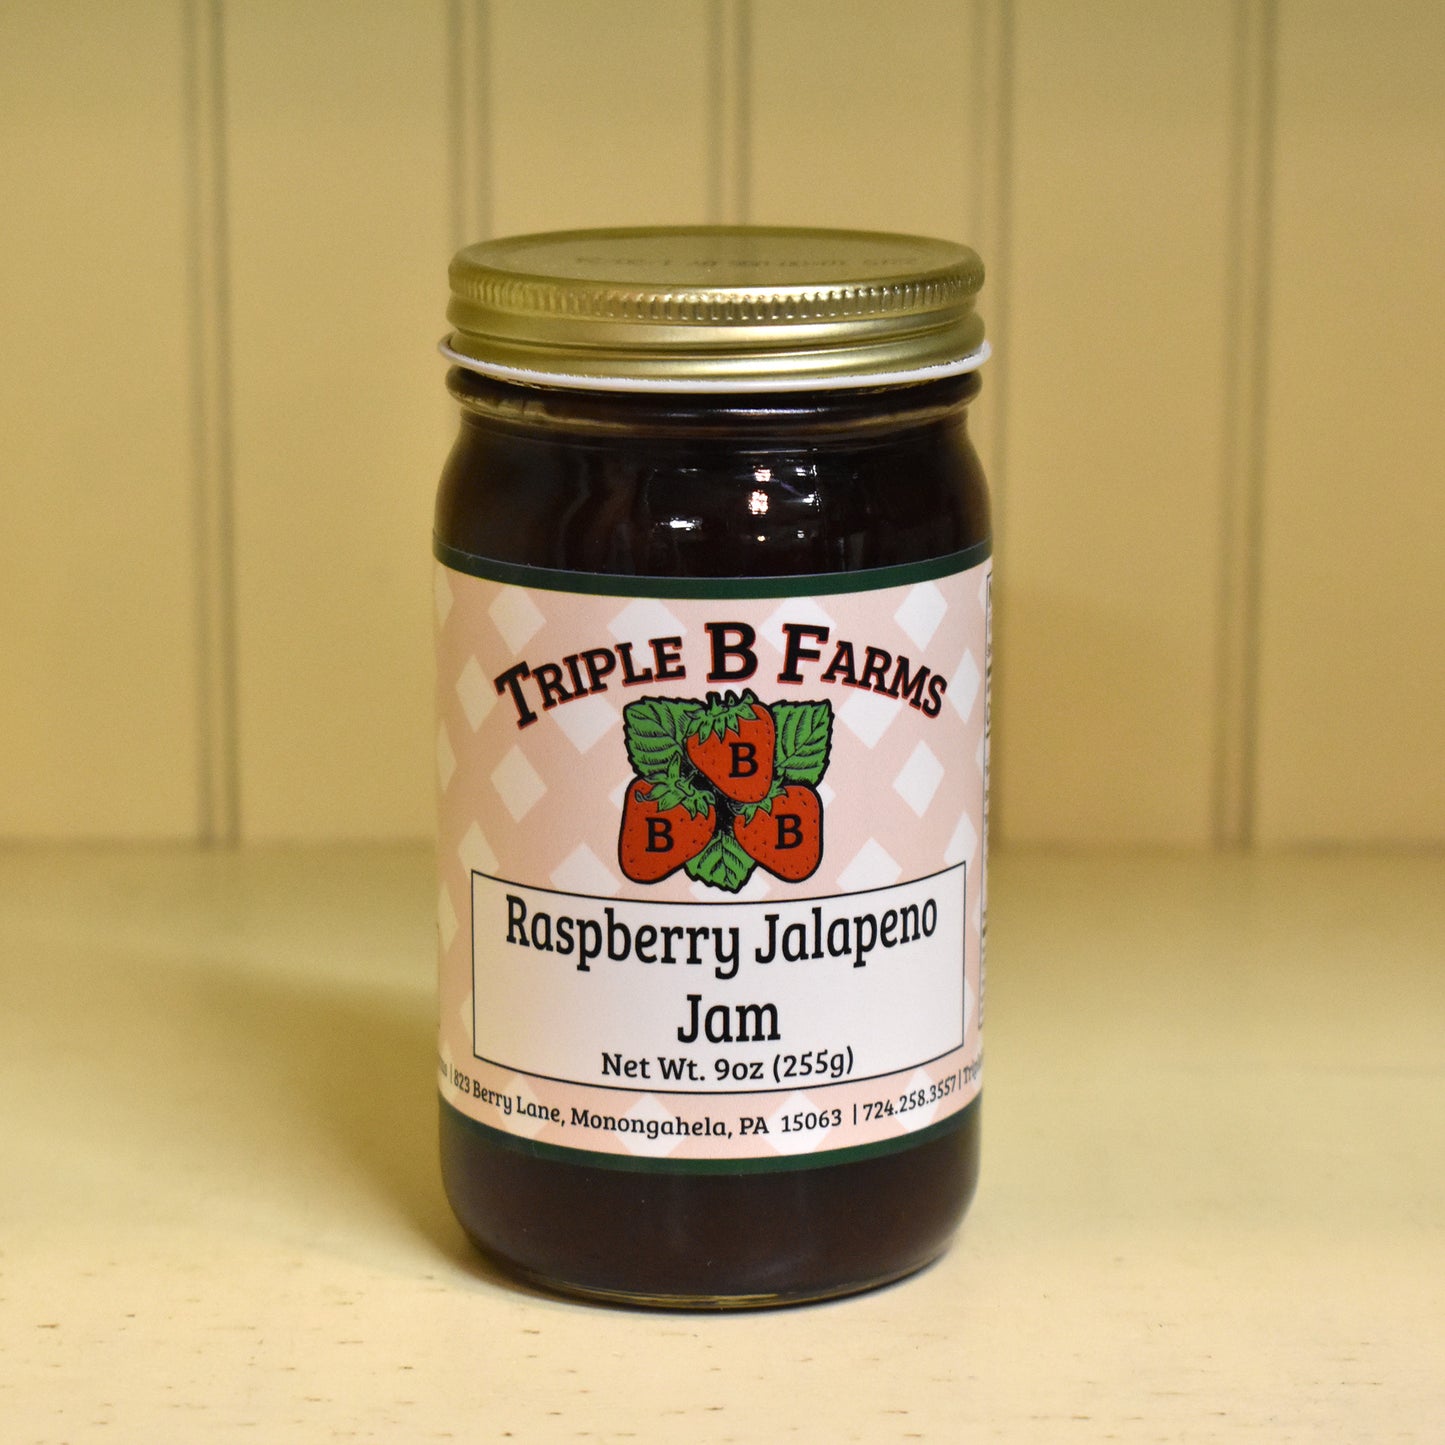 TRIPLE B FARMS
B
B
B
Raspberry Jalapeno
Jam
Net Wt. 9oz (255g)
| 823 Berry Lane, Monongahela, PA 15063 | 724.258.3557 |